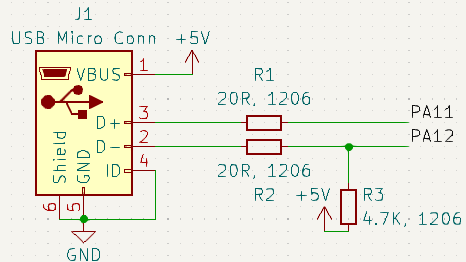 J1
USB Micro Conn
+5V
VBUS
1
R1
20R, 1206
D+
3
PA11
D-
2
PA12
ID
4
20R, 1206
R2
+5V
R3
4.7K, 1206
Shield
GND
6
5
GND